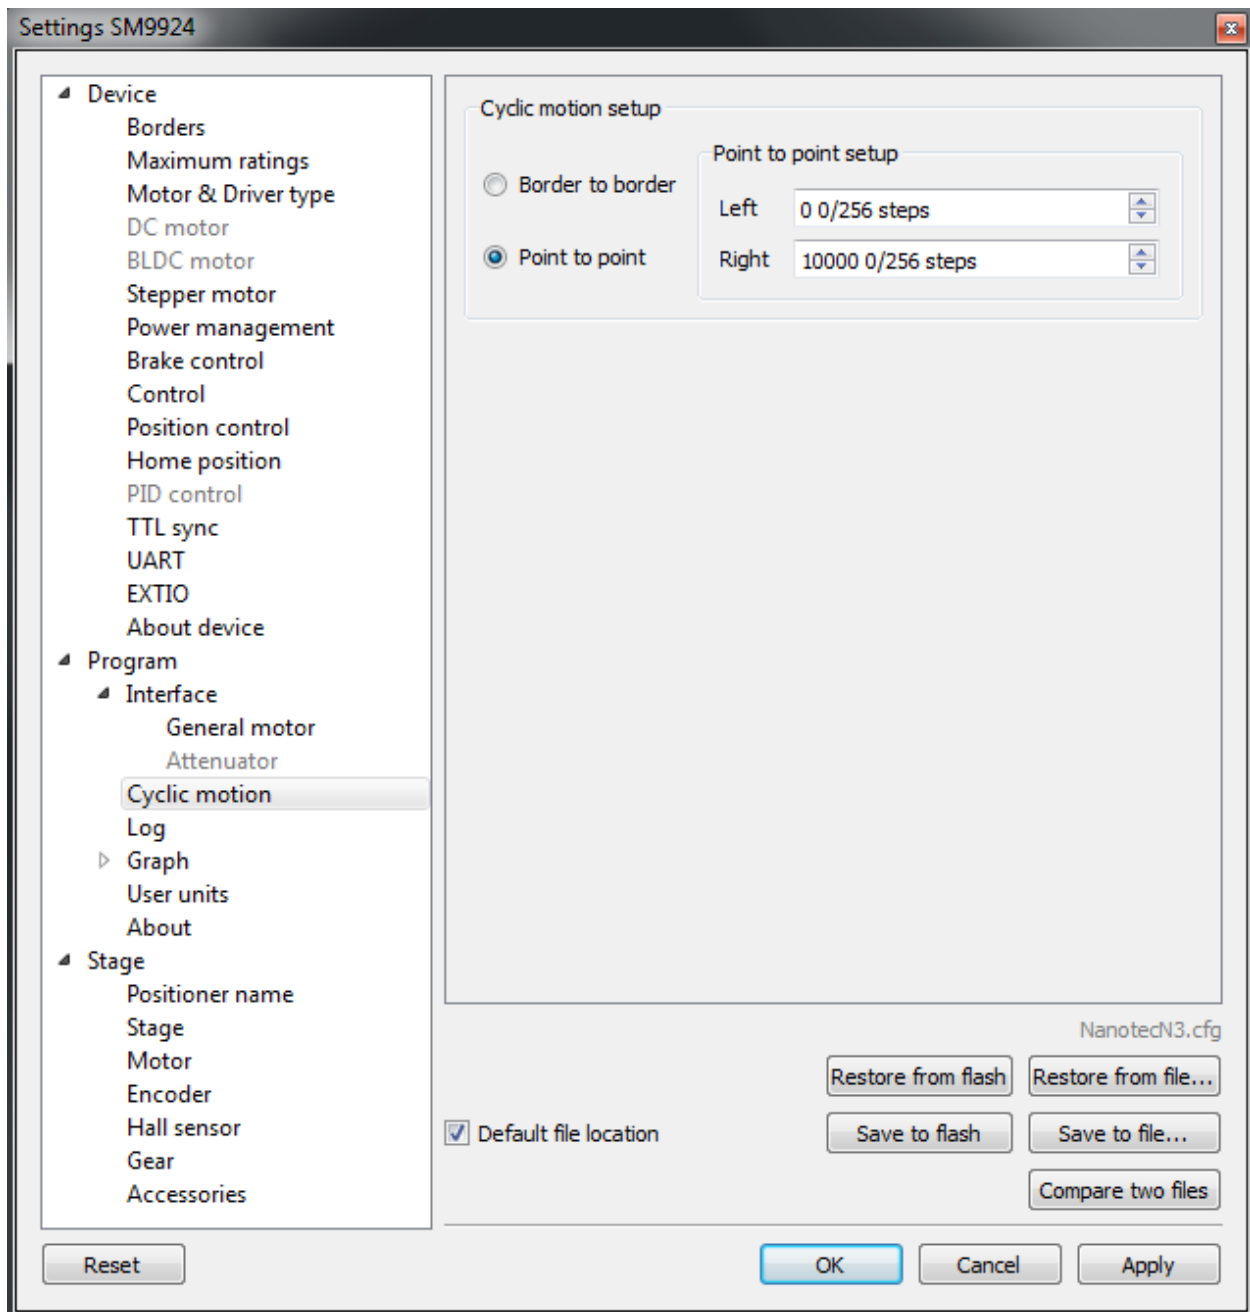 Settings SM9924
Device
Borders
Maximum ratings
Motor & Driver type
DC motor
BLDC motor
Stepper motor
Power management
Brake control
Control
Position control
Home position
PID control
TTL sync
UART
EXTIO
About device
Program
Interface
General motor
Attenuator
Cyclic motion
Log
Graph
User units
About
Stage
Positioner name
Stage
Motor
Encoder
Hall sensor
Gear
Accessories
Cyclic motion setup
Border to border
Point to point
Point to point setup
Left 0 0/256 steps
Right 10000 0/256 steps
NanotecN3.cfg
Restore from flash Restore from file...
Default file location Save to flash Save to file...
Compare two files
Reset OK Cancel Apply